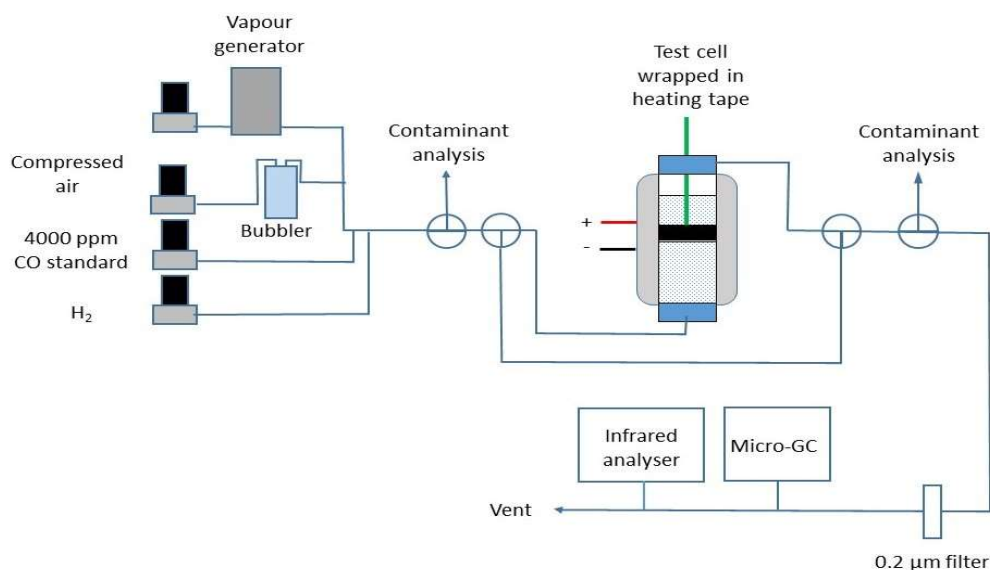 Vapour
generator
Contaminant
analysis
Test cell
wrapped in
heating tape
Contaminant
analysis
Compressed
air
Bubbler
4000 ppm
CO standard
H₂
+
-
Infrared
analyser
Micro-GC
Vent
0.2 µm filter